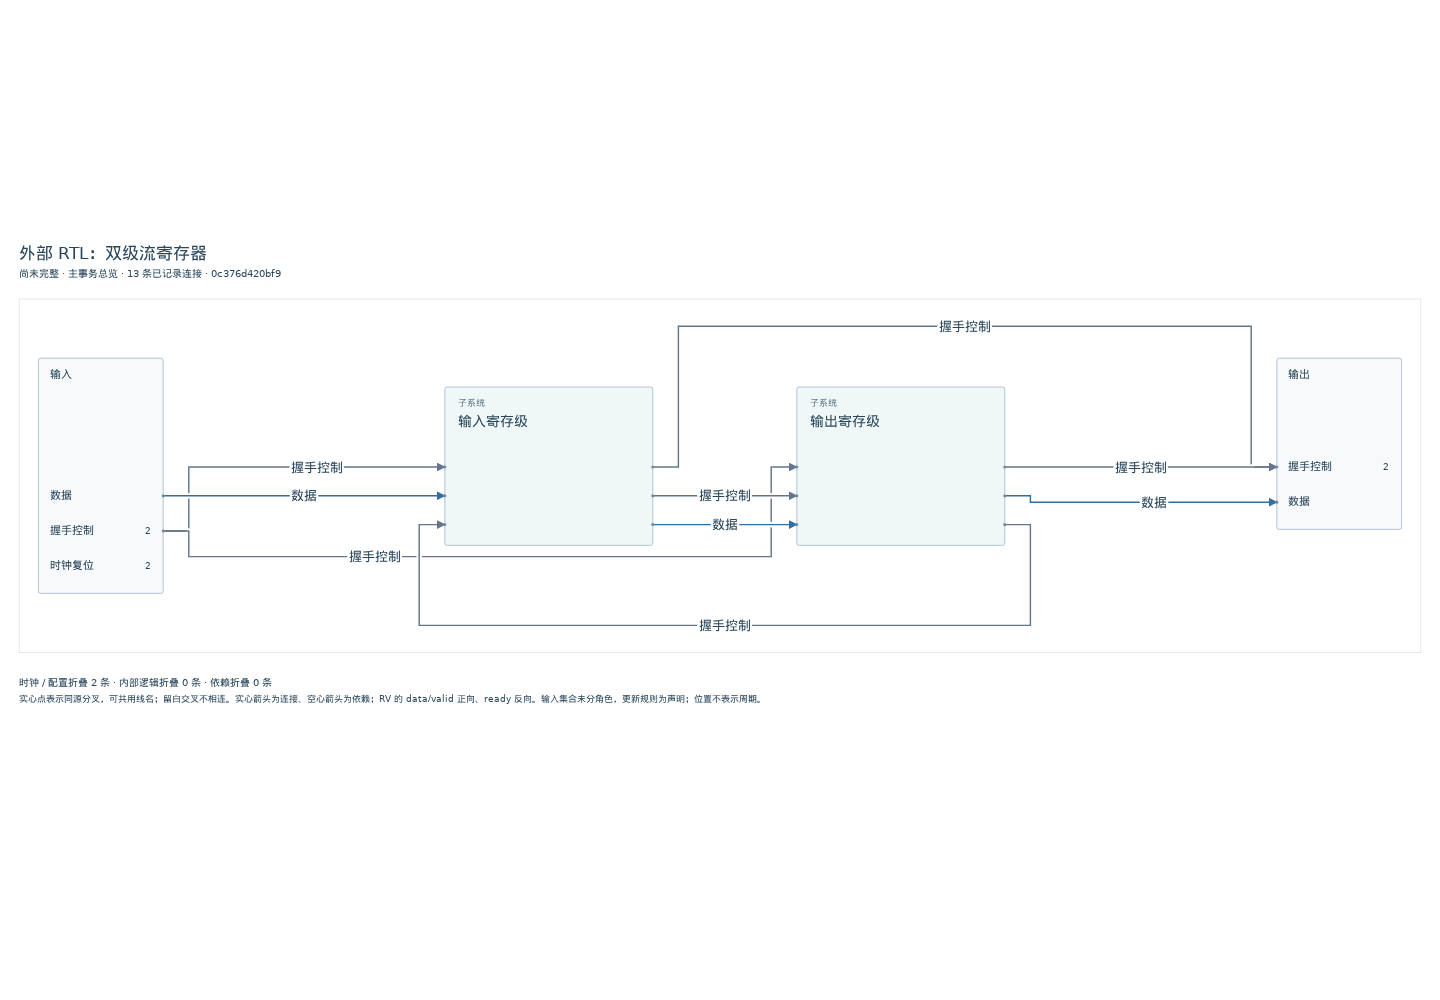 外部 RTL：双级流寄存器
尚未完整 · 主事务总览 · 13 条已记录连接 · 0c376d420bf9
握手控制
输入
输出
子系统
子系统
输入寄存级
输出寄存级
握手控制
握手控制
握手控制 2
数据
数据
握手控制
数据
数据
握手控制 2
数据
握手控制
时钟复位 2
握手控制
时钟 / 配置折叠 2 条 · 内部逻辑折叠 0 条 · 依赖折叠 0 条
实心点表示同源分叉，可共用线名；留白交叉不相连。实心箭头为连接、空心箭头为依赖；RV 的 data/valid 正向、ready 反向。输入集合未分角色，更新规则为声明；位置不表示周期。